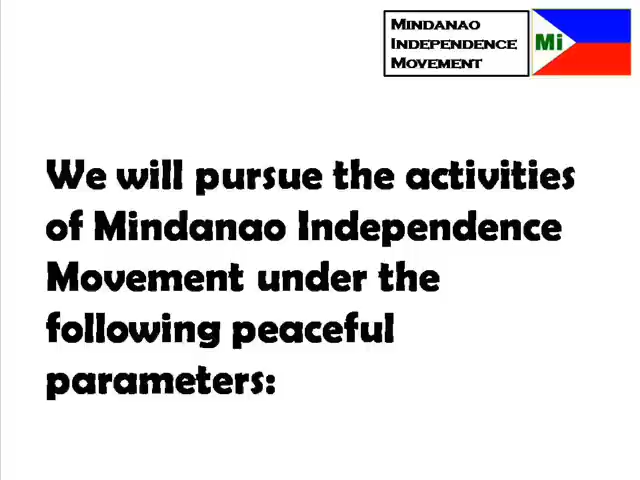 MINDANAO
INDEPENDENCE
MOVEMENT
Mi
We will pursue the activities
of Mindanao Independence
Movement under the
following peaceful
parameters: